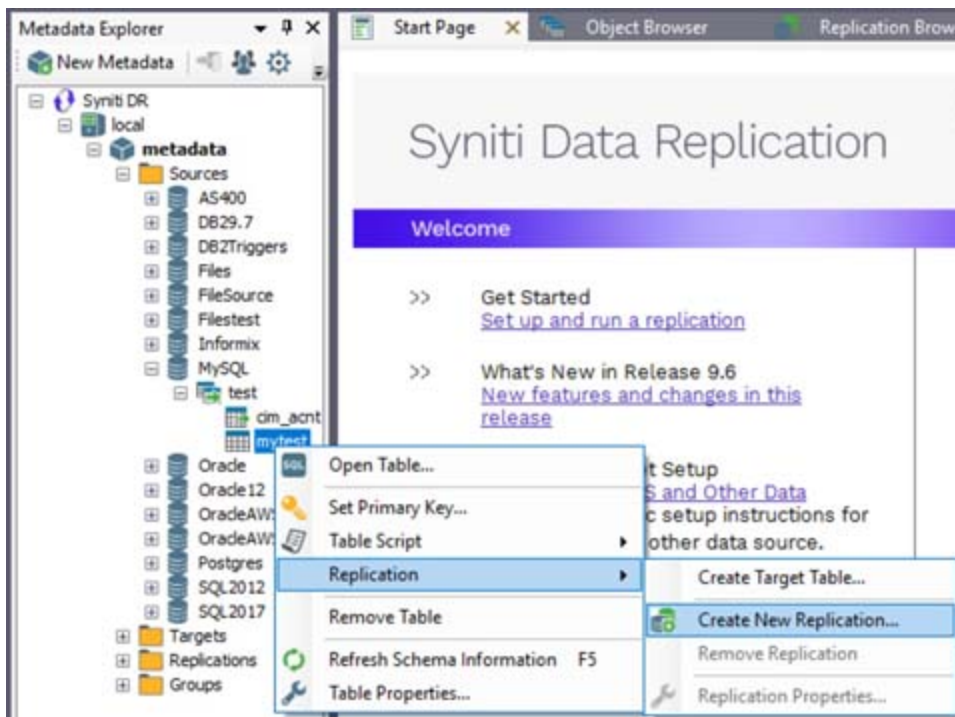 Metadata Explorer
New Metadata
Syniti DR
local
metadata
Sources
AS400
DB29.7
DB2Triggers
Files
FileSource
Filestest
Informix
MySQL
test
cim_acnt
mytest
Oracle
Oracle12
OracleAW
OracleAW
Postgres
SQL2012
SQL2017
Targets
Replications
Groups
Start Page
Object Browser
Replication Brow
Syniti Data Replication
Welcome
>> Get Started
Set up and run a replication
>> What's New in Release 9.6
New features and changes in this
release
t Setup
S and Other Data
c setup instructions for
other data source.
SQL Open Table...
Set Primary Key...
Table Script
Replication
Remove Table
Refresh Schema Information F5
Table Properties...
Create Target Table...
Create New Replication...
Remove Replication
Replication Properties...